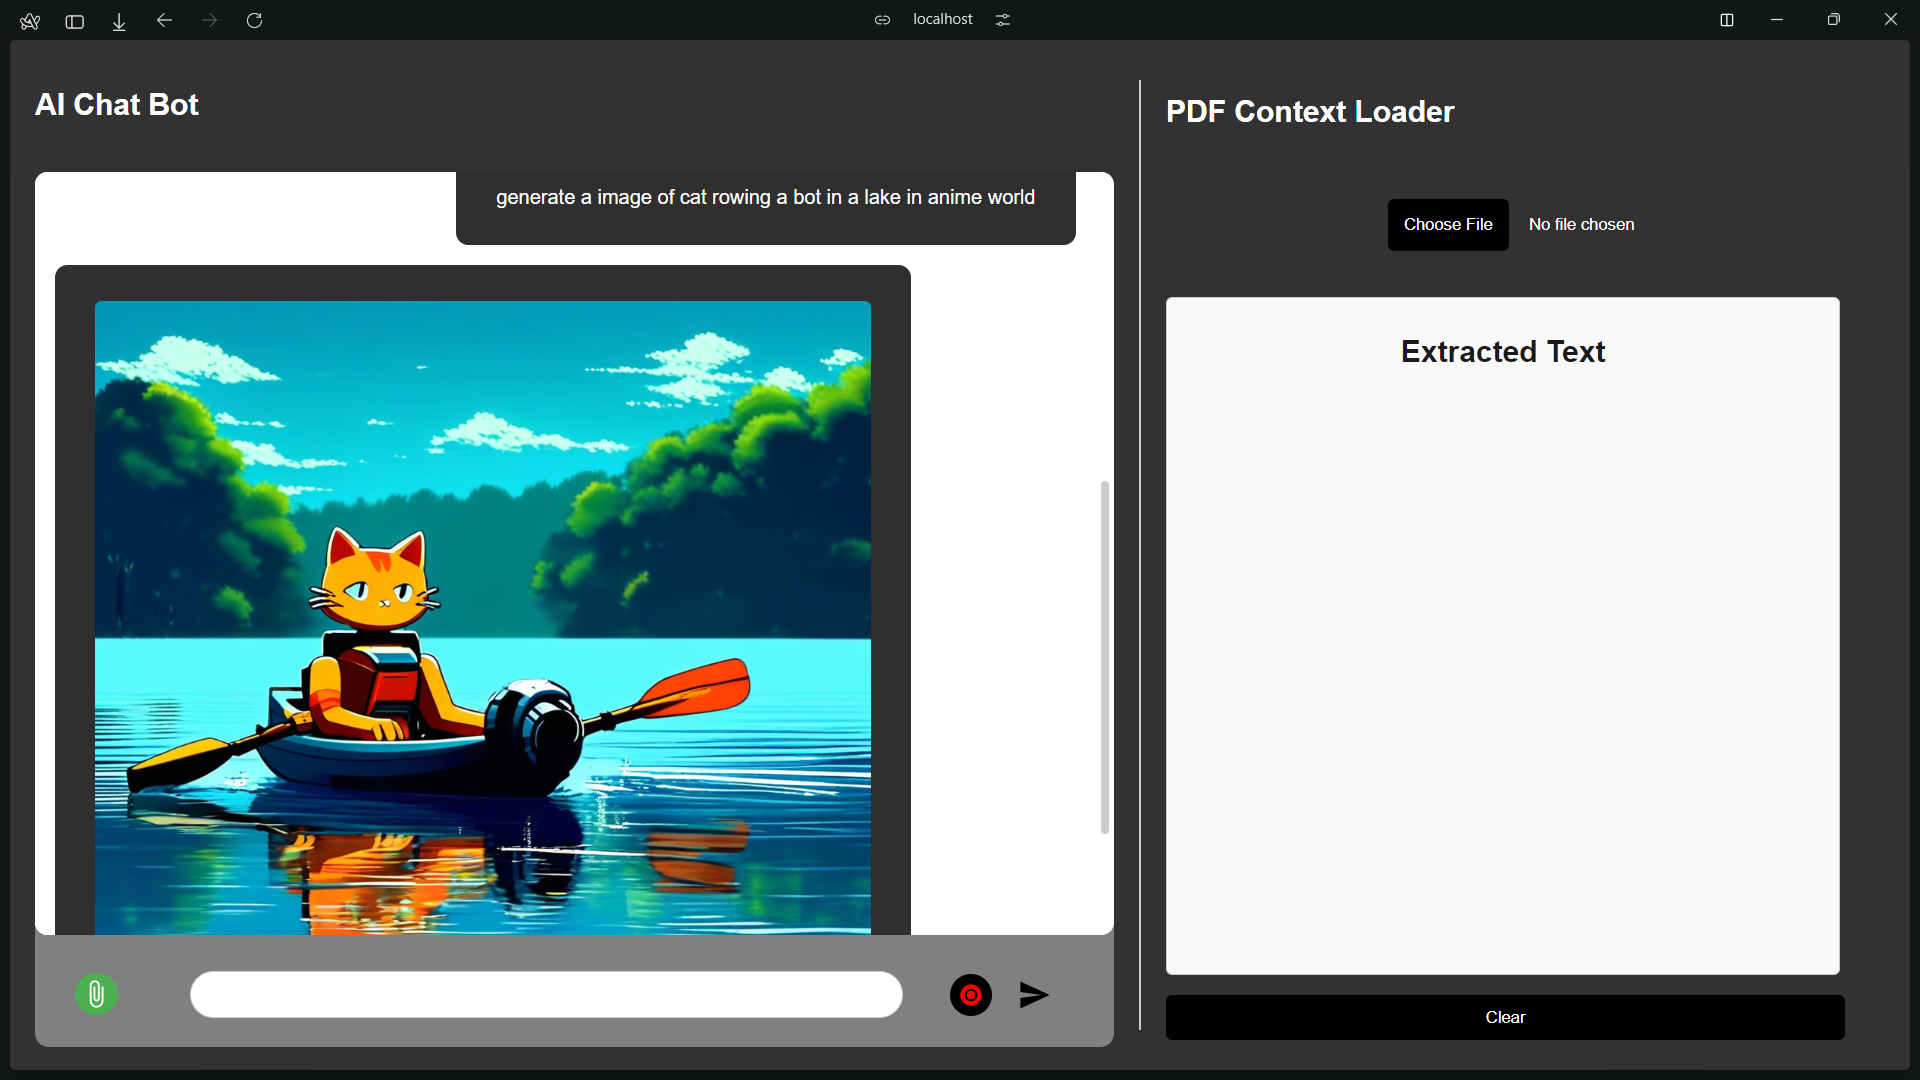 localhost
AI Chat Bot
generate a image of cat rowing a bot in a lake in anime world
PDF Context Loader
Choose File No file chosen
Extracted Text
Clear